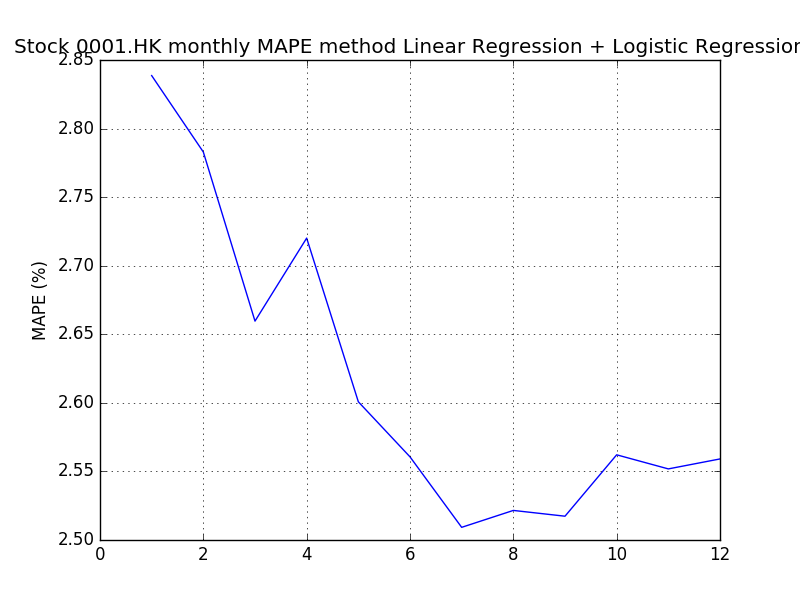 Stock 0001.HK monthly MAPE method Linear Regression + Logistic Regression
2.85
2.80
2.75
2.70
2.65
2.60
2.55
2.50
MAPE (%)
0 2 4 6 8 10 12